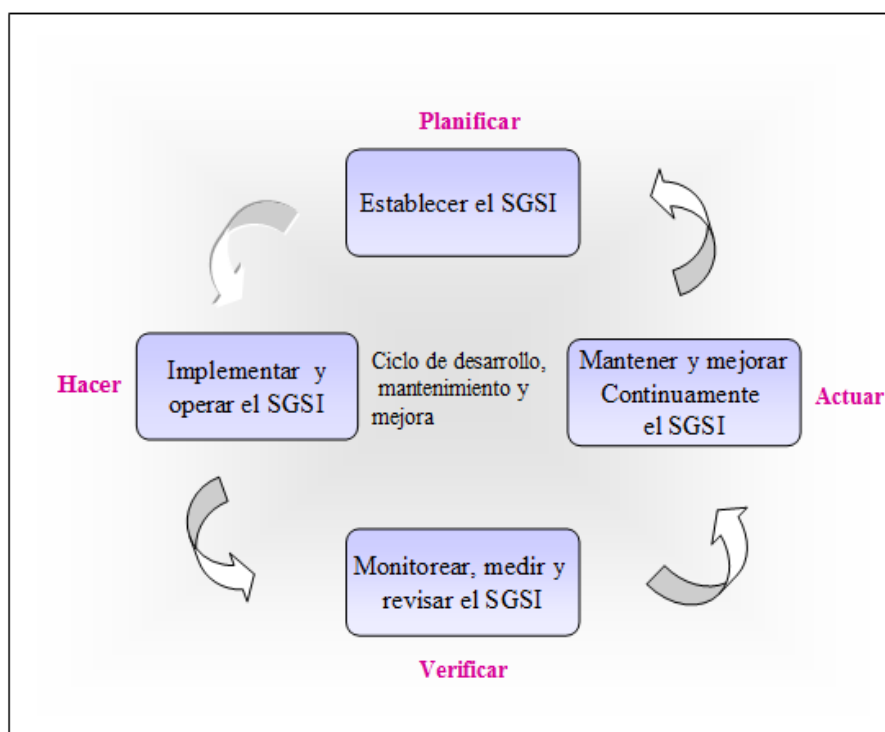 Planificar
Establecer el SGSI
Hacer
Implementar y
operar el SGSI
Ciclo de desarrollo,
mantenimiento y
mejora
Mantener y mejorar
Continuamente
el SGSI
Actuar
Monitorear, medir y
revisar el SGSI
Verificar